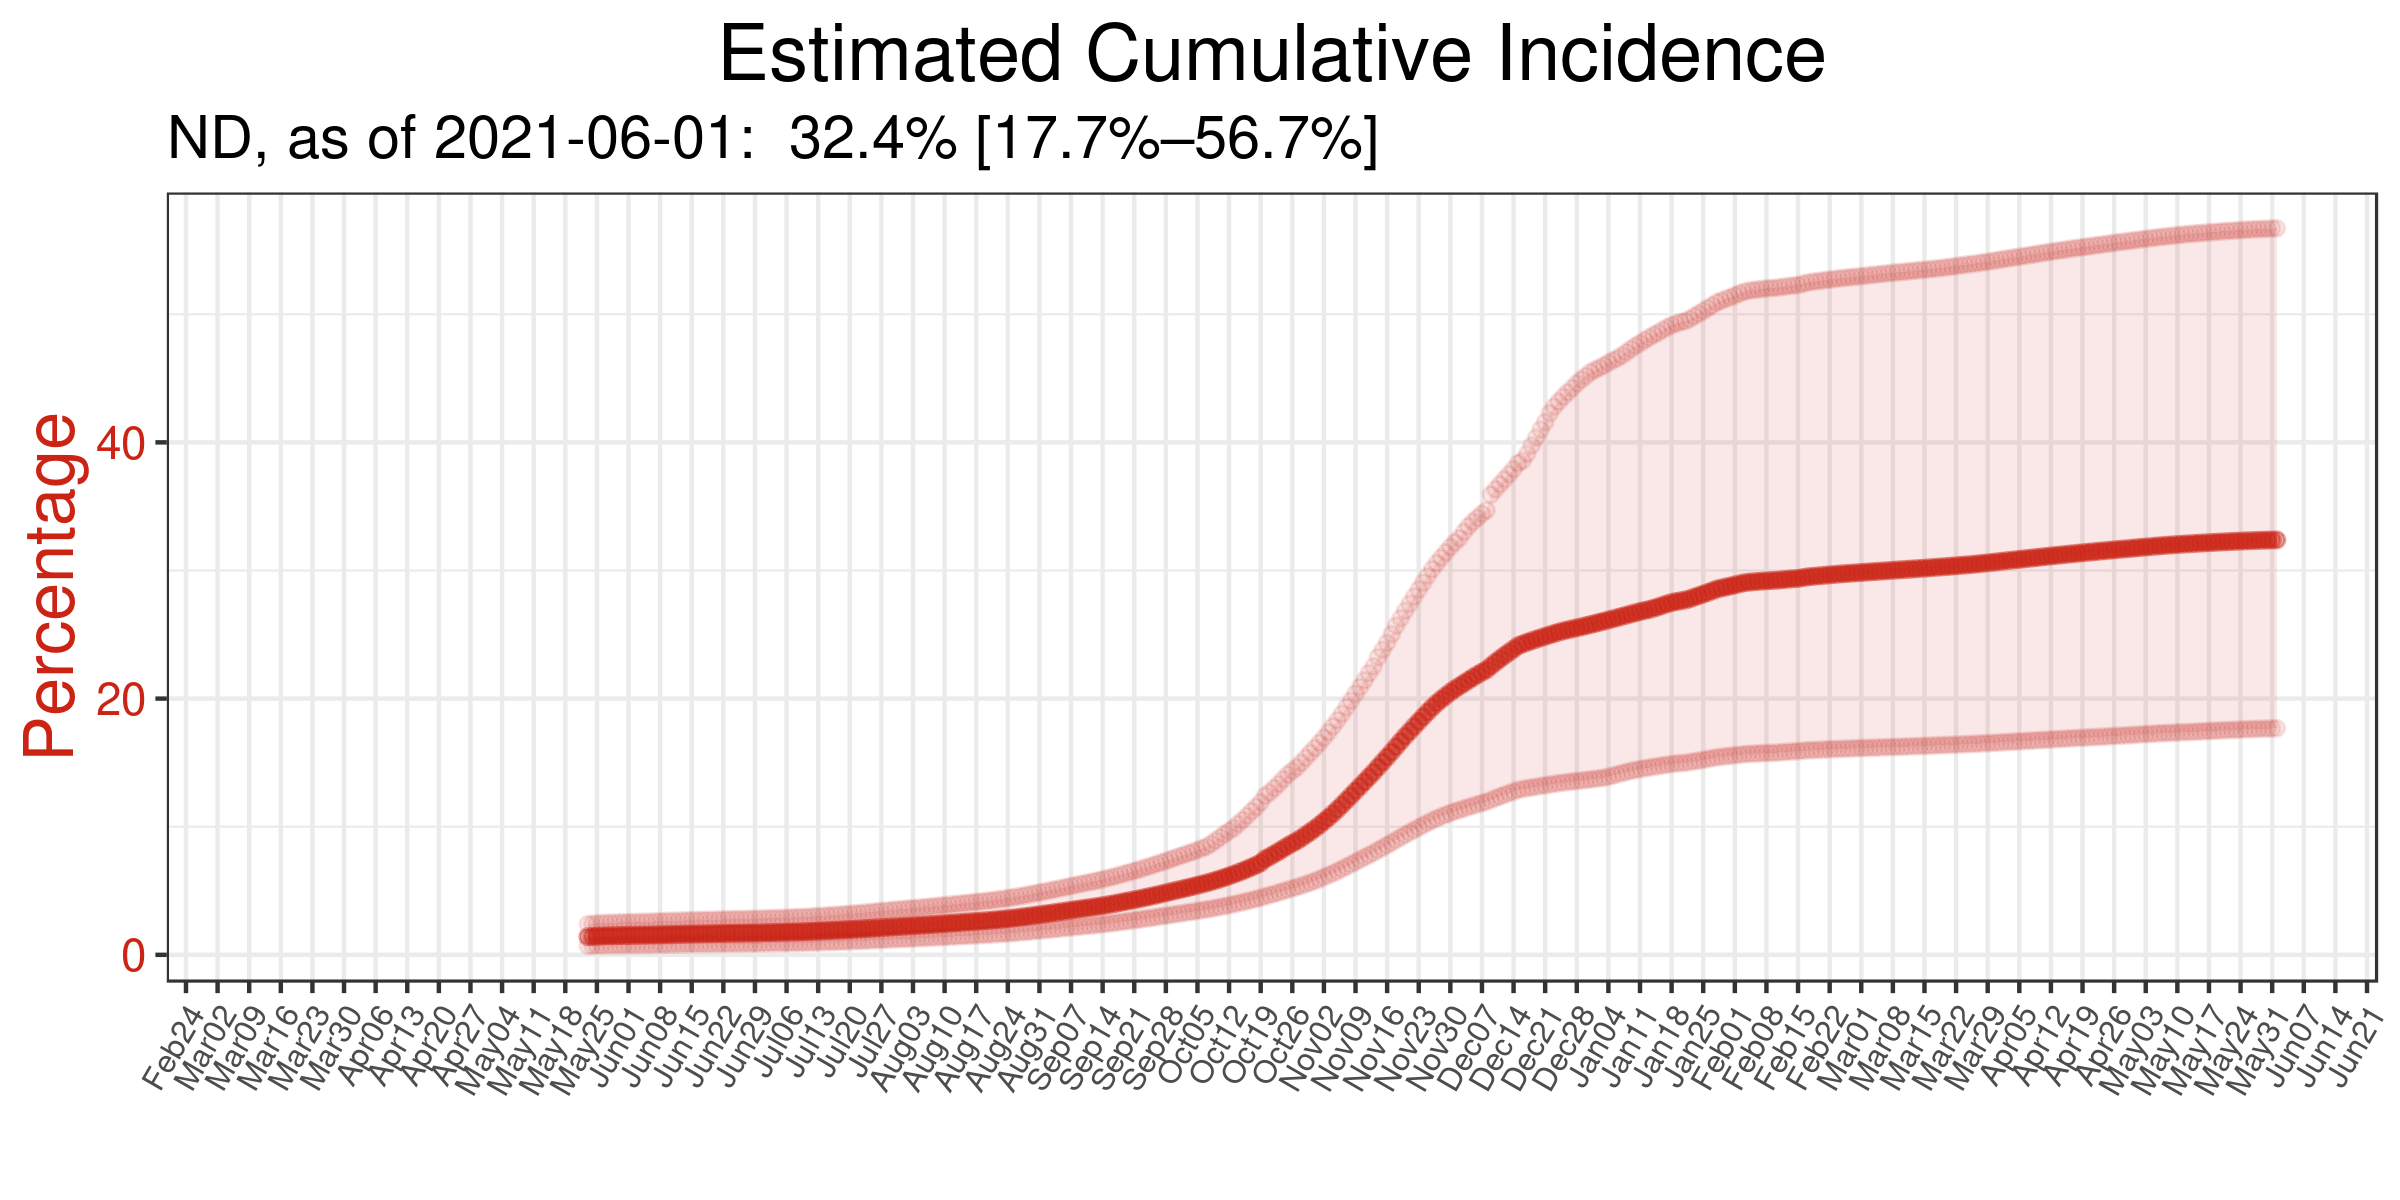 Estimated Cumulative Incidence
ND, as of 2021-06-01:  32.4% [17.7%–56.7%]
Percentage
40
20
0
Feb24
Mar02
Mar09
Mar16
Mar23
Mar30
Apr06
Apr13
Apr20
Apr27
May04
May11
May18
May25
Jun01
Jun08
Jun15
Jun22
Jun29
Jul06
Jul13
Jul20
Jul27
Aug03
Aug10
Aug17
Aug24
Aug31
Sep07
Sep14
Sep21
Sep28
Oct05
Oct12
Oct19
Oct26
Nov02
Nov09
Nov16
Nov23
Nov30
Dec07
Dec14
Dec21
Dec28
Jan04
Jan11
Jan18
Jan25
Feb01
Feb08
Feb15
Feb22
Mar01
Mar08
Mar15
Mar22
Mar29
Apr05
Apr12
Apr19
Apr26
May03
May10
May17
May24
May31
Jun07
Jun14
Jun21